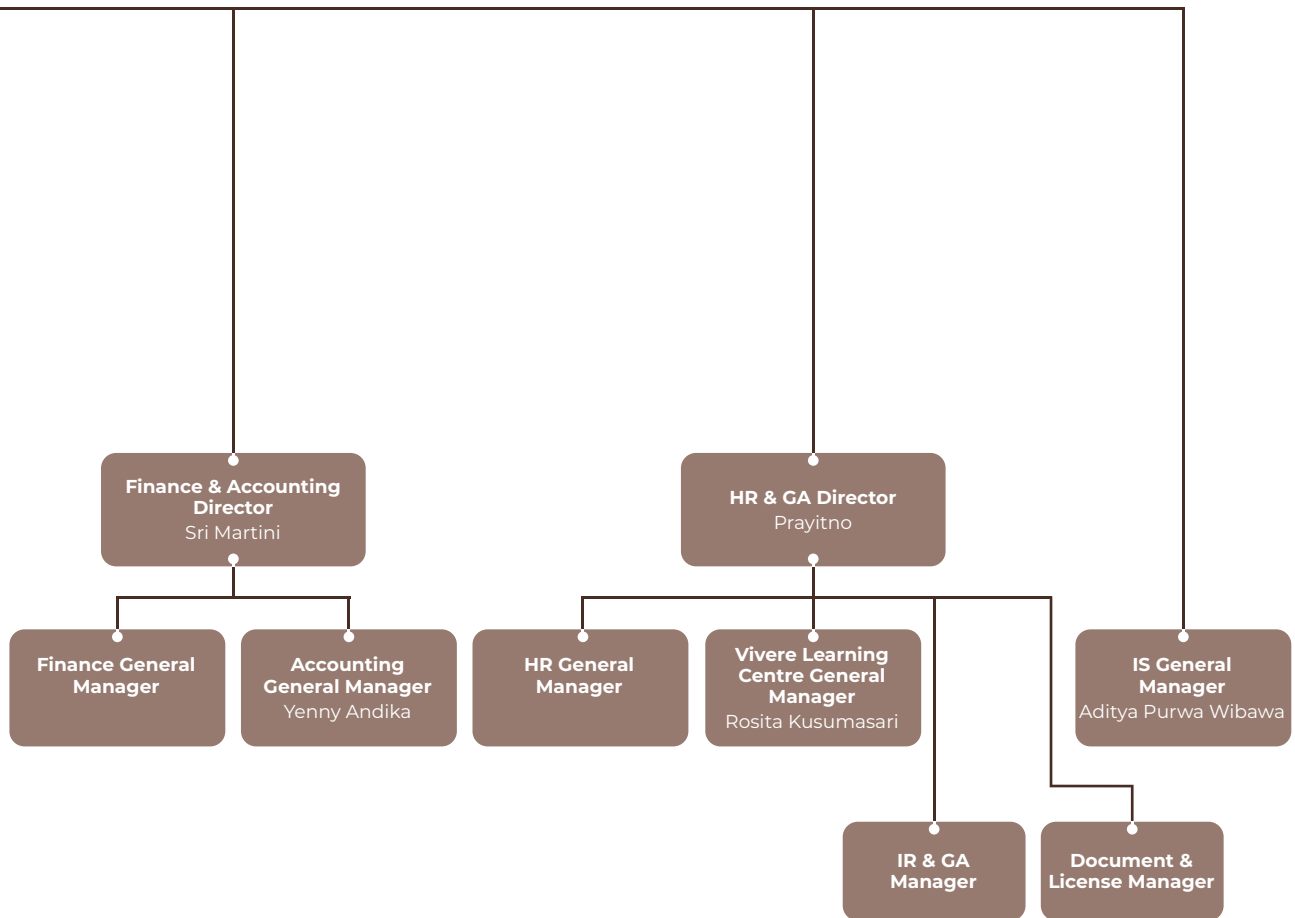 Finance & Accounting
Director
Sri Martini
HR & GA Director
Prayitno
Finance General
Manager
Accounting
General Manager
Yenny Andika
HR General
Manager
Vivere Learning
Centre General
Manager
Rosita Kusumasari
IS General
Manager
Aditya Purwa Wibawa
IR & GA
Manager
Document &
License Manager